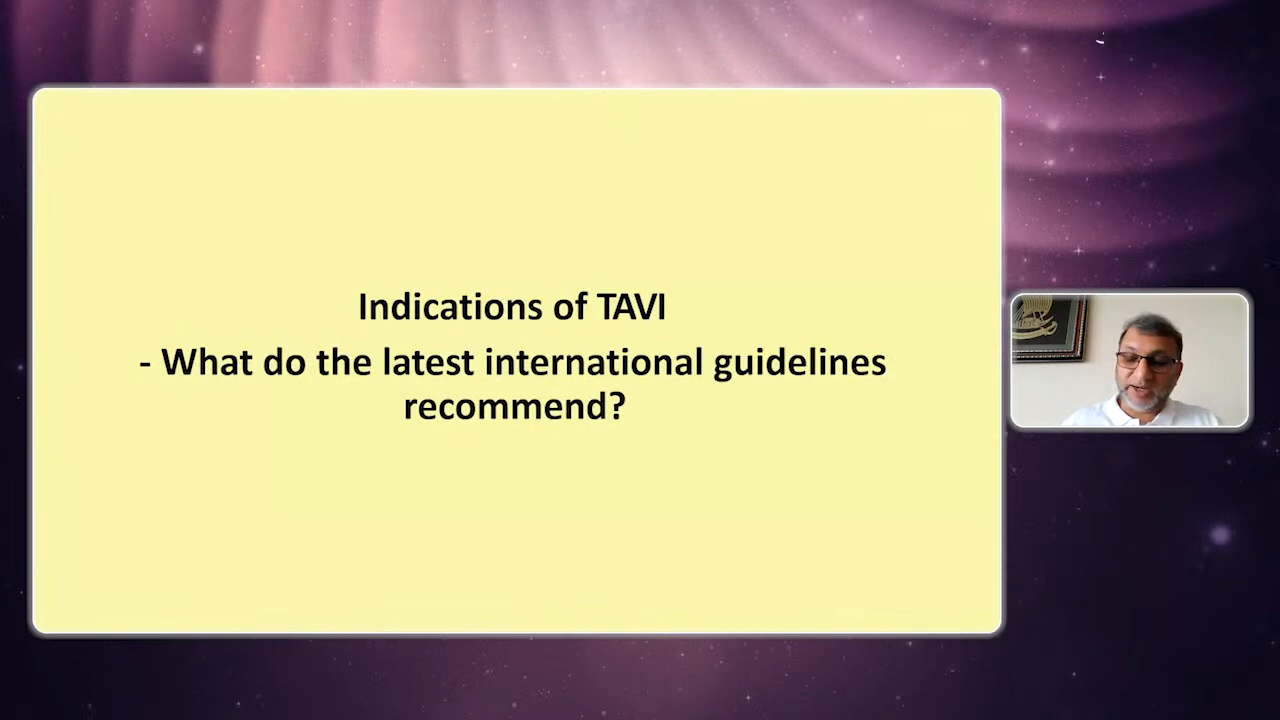 Indications of TAVI
- What do the latest international guidelines
recommend?